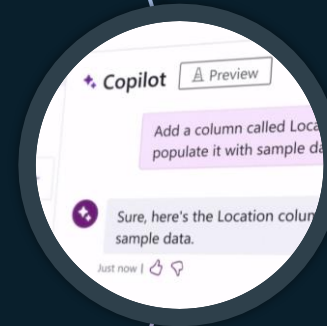 Copilot
Preview
Add a column called Loca
populate it with sample da
Sure, here's the Location colu
sample data.
Just now |